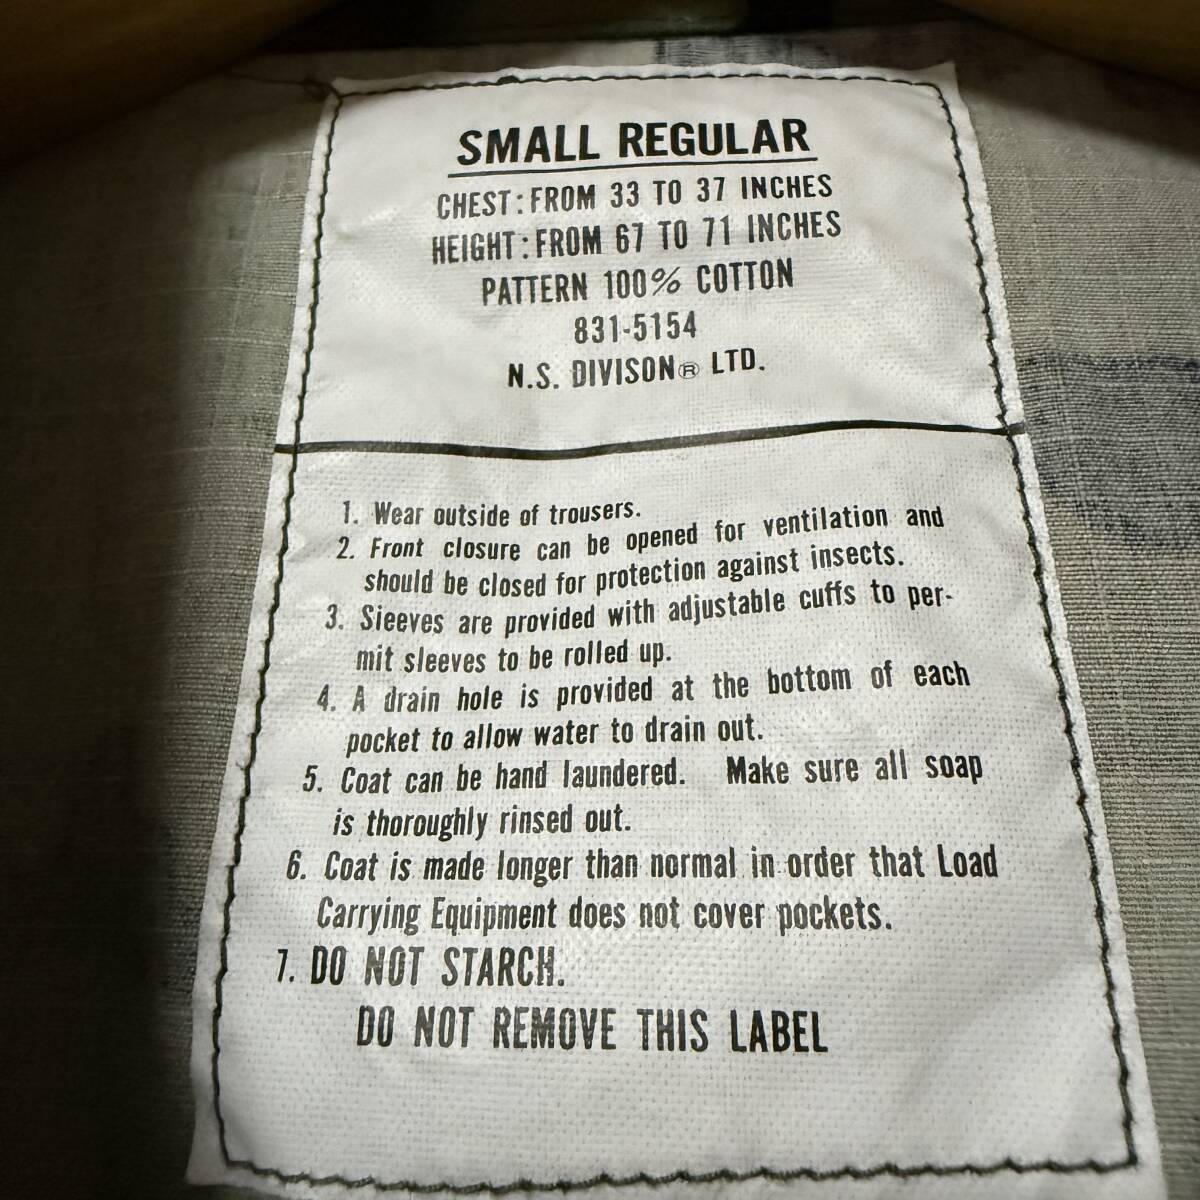 SMALL REGULAR
CHEST: FROM 33 TO 37 INCHES
HEIGHT: FROM 67 TO 71 INCHES
PATTERN 100% COTTON
831-5154
N.S. DIVISON® LTD.
1. Wear outside of trousers.
2. Front closure can be opened for ventilation and
should be closed for protection against insects.
3. Sleeves are provided with adjustable cuffs to per-
mit sleeves to be rolled up.
4. A drain hole is provided at the bottom of each
pocket to allow water to drain out.
5. Coat can be hand laundered. Make sure all soap
is thoroughly rinsed out.
6. Coat is made longer than normal in order that Load
Carrying Equipment does not cover pockets.
7. DO NOT STARCH.
DO NOT REMOVE THIS LABEL